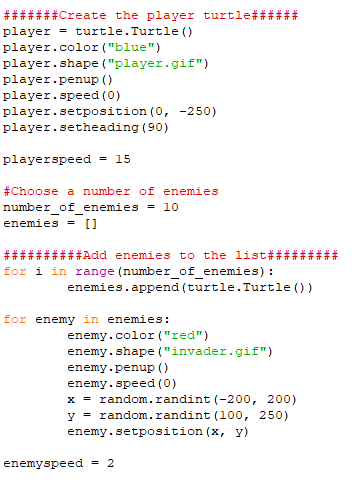 #######Create the player turtle######
player = turtle.Turtle()
player.color("blue")
player.shape("player.gif")
player.penup()
player.speed(0)
player.setposition(0, -250)
player.setheading(90)

playerspeed = 15

#Choose a number of enemies
number_of_enemies = 10
enemies = []

##########Add enemies to the list#########
for i in range(number_of_enemies):
        enemies.append(turtle.Turtle())

for enemy in enemies:
        enemy.color("red")
        enemy.shape("invader.gif")
        enemy.penup()
        enemy.speed(0)
        x = random.randint(-200, 200)
        y = random.randint(100, 250)
        enemy.setposition(x, y)

enemyspeed = 2